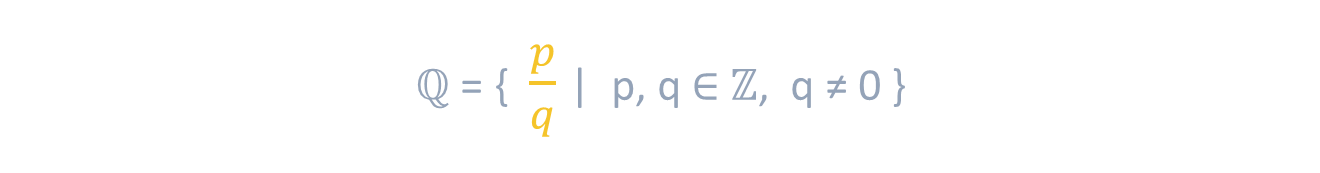 ℚ = { p/q | p, q ∈ ℤ, q ≠ 0 }